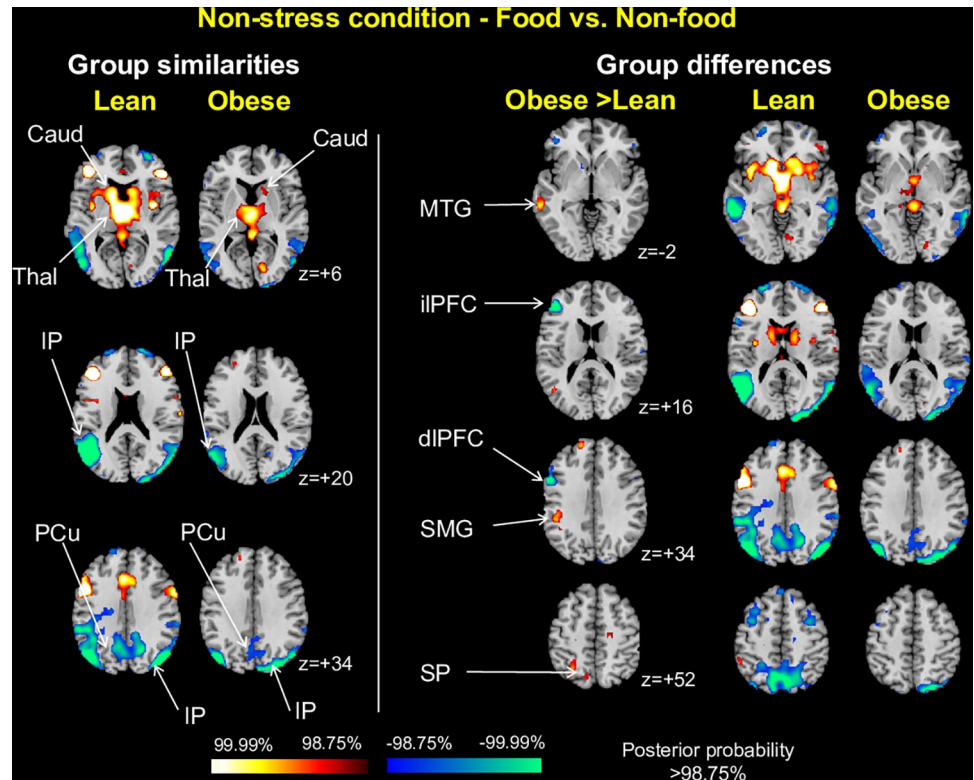 Non-stress condition - Food vs. Non-food
Group similarities
Lean Obese
Caud
Caud
Thal
Thal
z=+6
IP
IP
z=+20
PCu
PCu
z=+34
IP
IP
Group differences
Obese >Lean Lean Obese
MTG
z=-2
ilPFC
z=+16
dlPFC
SMG
z=+34
SP
z=+52
99.99% 98.75% -98.75% -99.99%
Posterior probability
>98.75%